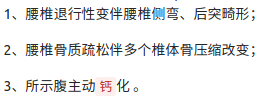 1、腰椎退行性变伴腰椎侧弯、后突畸形；
2、腰椎骨质疏松伴多个椎体骨压缩改变；
3、所示腹主动 钙 化 。